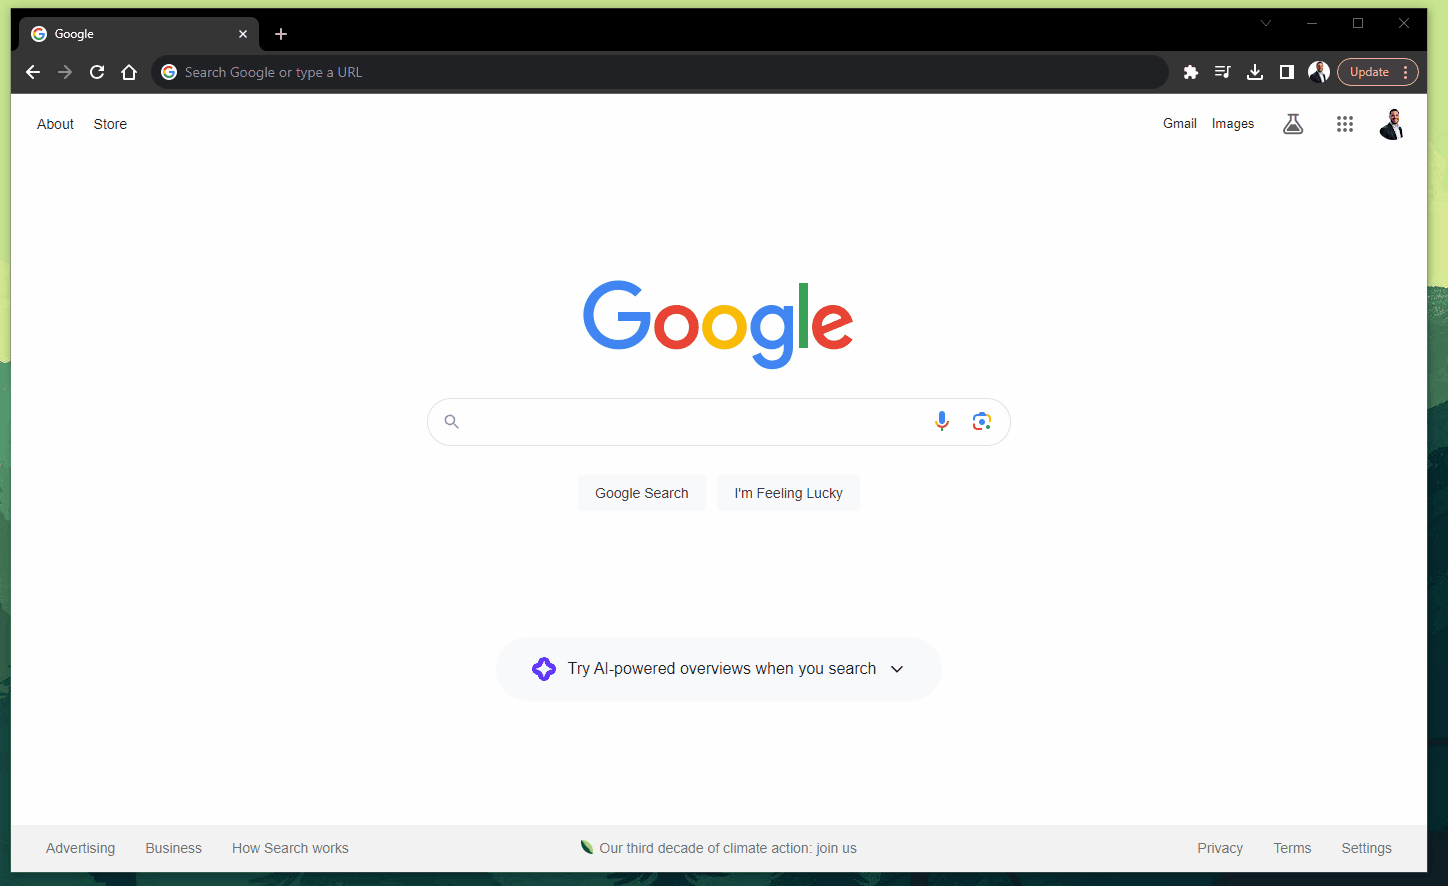 Google
Search Google or type a URL
Update
About Store
Gmail Images
Google
Google Search I'm Feeling Lucky
Try AI-powered overviews when you search
Advertising Business How Search works
Our third decade of climate action: join us
Privacy Terms Settings